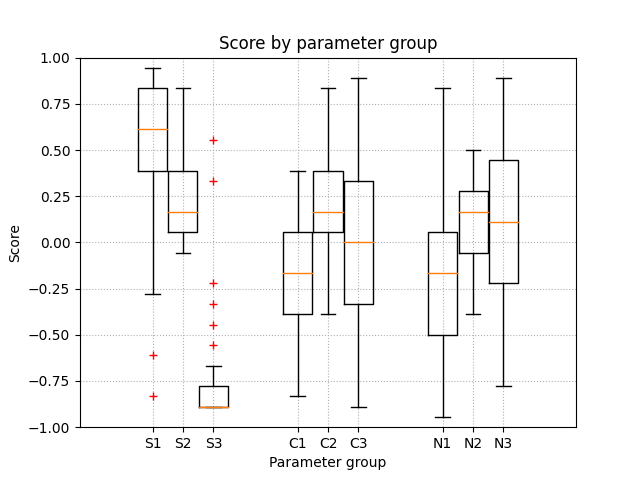 Score by parameter group
Score
1.00
0.75
0.50
0.25
0.00
−0.25
−0.50
−0.75
−1.00
S1 S2 S3 C1 C2 C3 N1 N2 N3
Parameter group